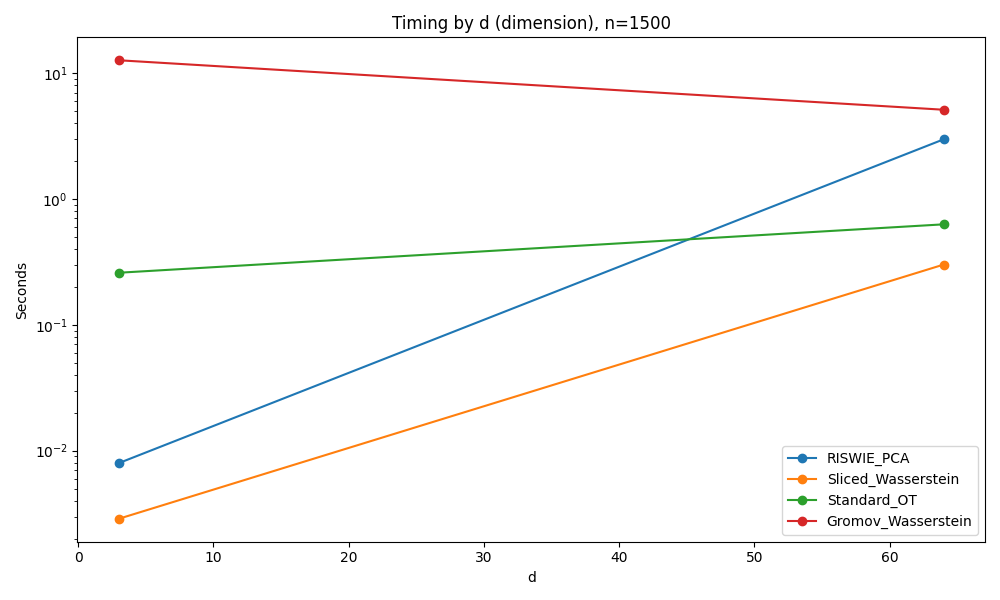 Timing by d (dimension), n=1500
Seconds
10¹
10⁰
10⁻¹
10⁻²
0 10 20 30 40 50 60
d
RISWIE_PCA
Sliced_Wasserstein
Standard_OT
Gromov_Wasserstein